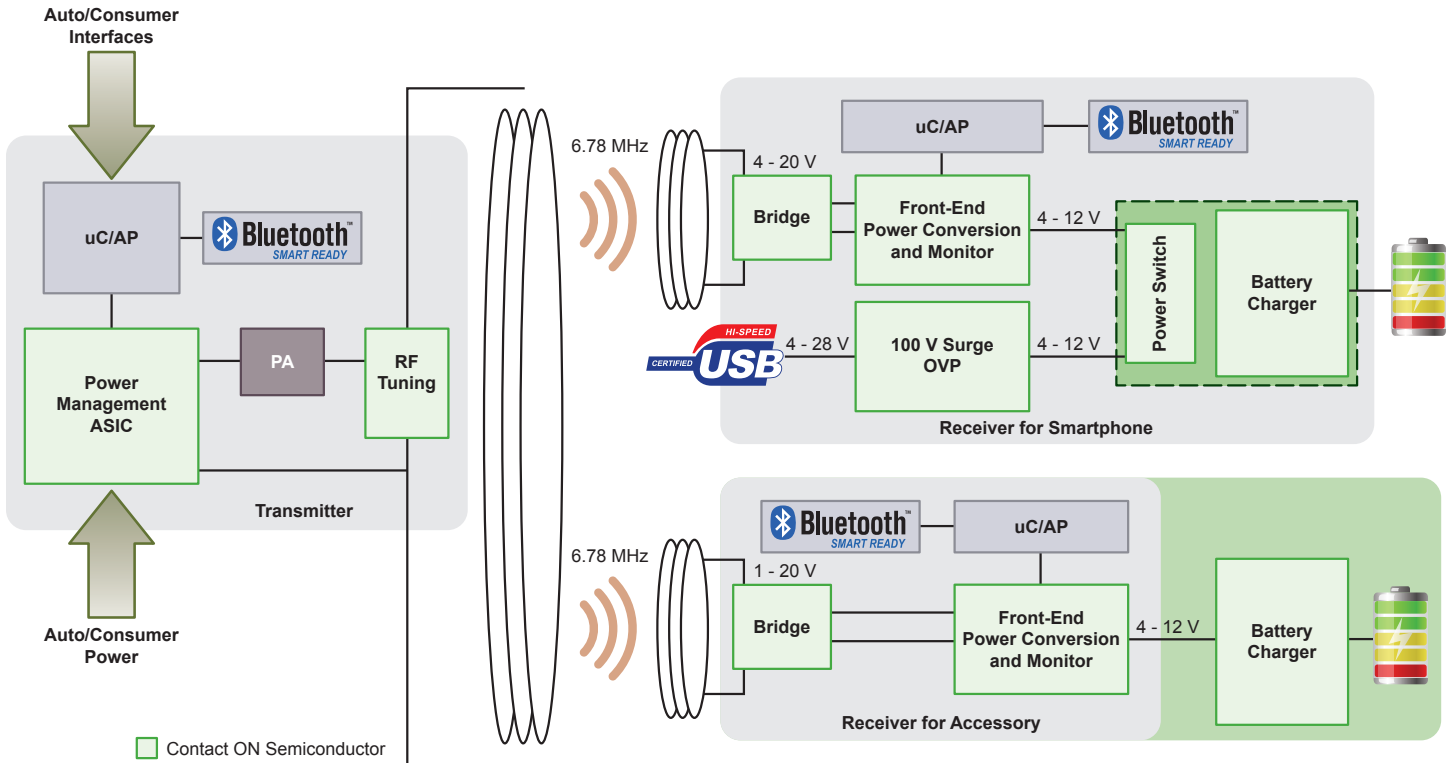 Auto/Consumer
Interfaces
uC/AP
Bluetooth™
SMART READY
Power
Management
ASIC
PA
RF
Tuning
Transmitter
Auto/Consumer
Power
Contact ON Semiconductor
6.78 MHz
4 - 20 V
Bridge
uC/AP
Bluetooth™
SMART READY
Front-End
Power Conversion
and Monitor
4 - 12 V
HI-SPEED
CERTIFIED
USB
4 - 28 V
100 V Surge
OVP
4 - 12 V
Power Switch
Battery
Charger
Receiver for Smartphone
6.78 MHz
1 - 20 V
Bridge
Bluetooth™
SMART READY
uC/AP
Front-End
Power Conversion
and Monitor
4 - 12 V
Battery
Charger
Receiver for Accessory